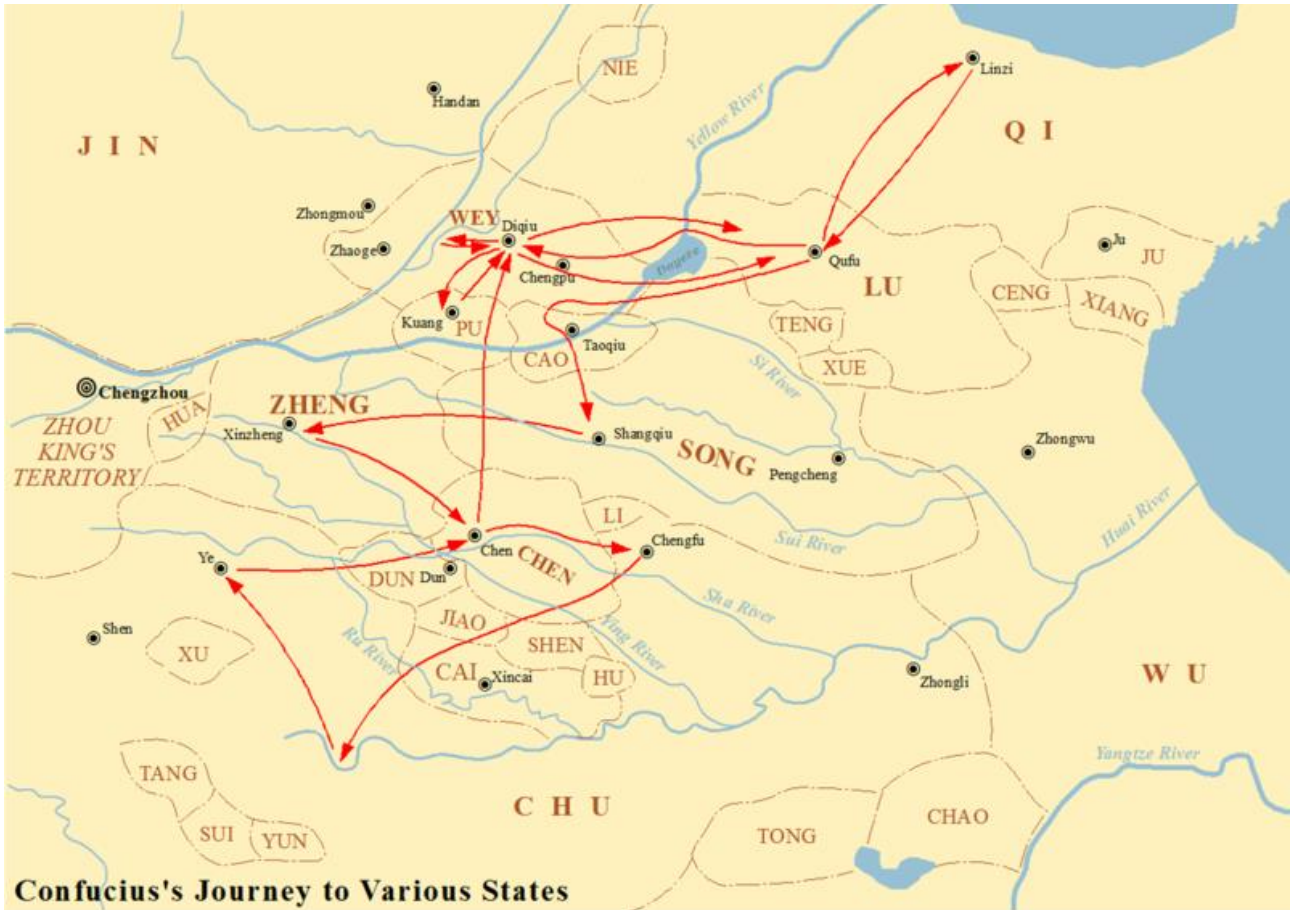 Linzi
NIE
Handan
Yellow River
JIN
QI
Zhongmou
WEY
Diqiu
Zhaoge
Chengpu
Dayeze
Qufu
Ju
JU
LU
CENG
XIANG
Kuang
PU
Taoqiu
TENG
CAO
XUE
Si River
Chengzhou
HUA
ZHENG
ZHOU
KING'S
TERRITORY
Xinzheng
Shangqiu
SONG
Pengcheng
Zhongwu
LI
Huai River
Sui River
Chen
Chengfu
CHEN
Ye
DUN
Dun
Sha River
JIAO
Ying River
Shen
XU
Ru River
SHEN
CAI
Xincai
HU
Zhongli
WU
Yangtze River
TANG
CHU
SUI
YUN
TONG
CHAO
Confucius's Journey to Various States